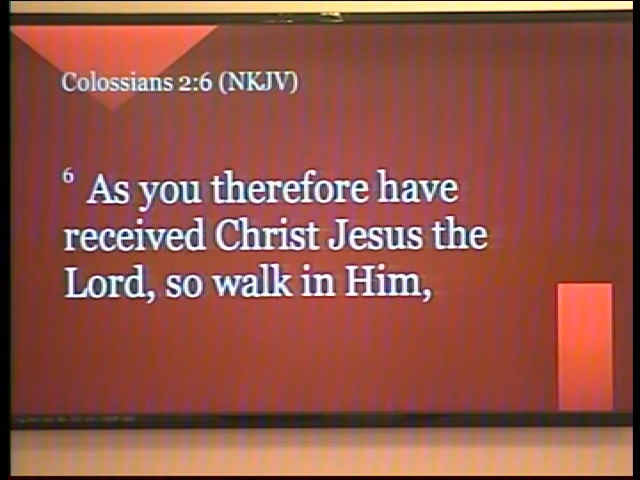 Colossians 2:6 (NKJV)
6 As you therefore have
received Christ Jesus the
Lord, so walk in Him,